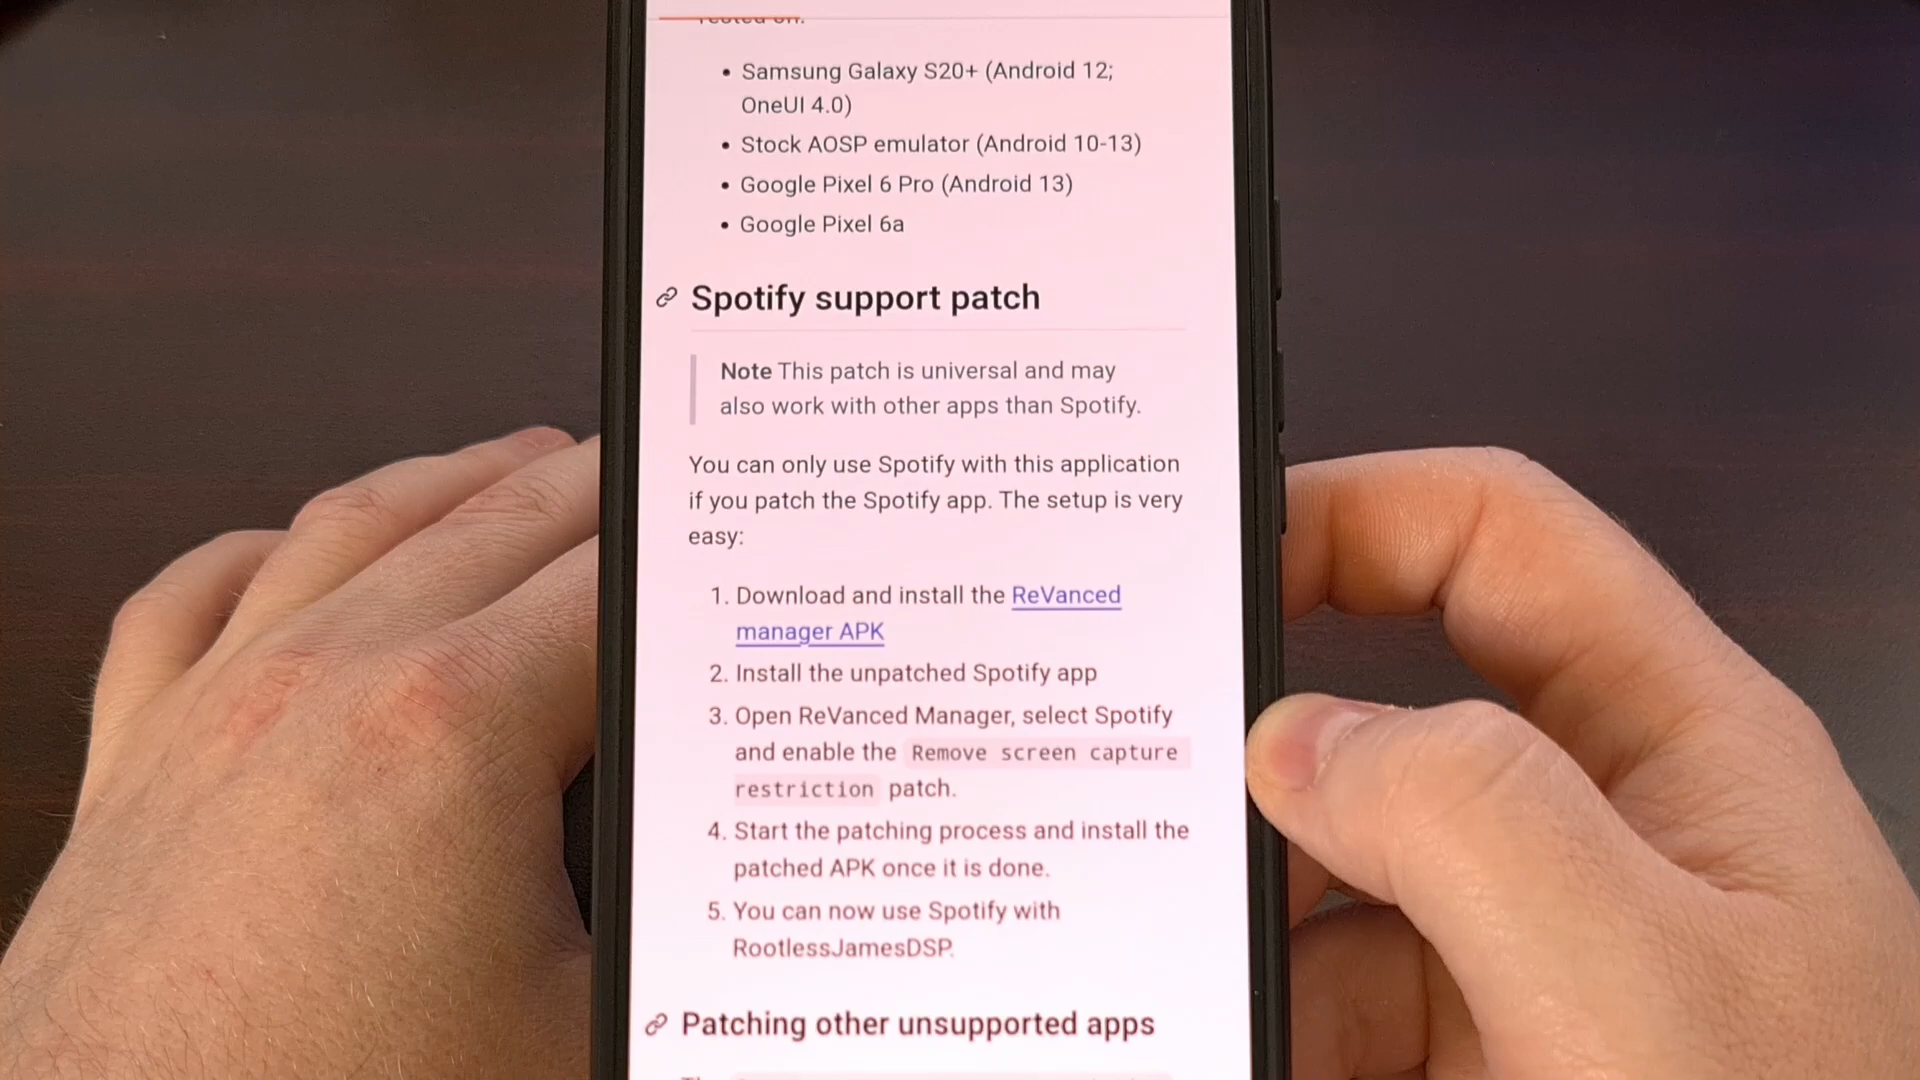 Tested on:
• Samsung Galaxy S20+ (Android 12;
OneUI 4.0)
• Stock AOSP emulator (Android 10-13)
• Google Pixel 6 Pro (Android 13)
• Google Pixel 6a
Spotify support patch
Note This patch is universal and may
also work with other apps than Spotify.
You can only use Spotify with this application
if you patch the Spotify app. The setup is very
easy:
1. Download and install the ReVanced
manager APK
2. Install the unpatched Spotify app
3. Open ReVanced Manager, select Spotify
and enable the Remove screen capture
restriction patch.
4. Start the patching process and install the
patched APK once it is done.
5. You can now use Spotify with
RootlessJamesDSP.
Patching other unsupported apps